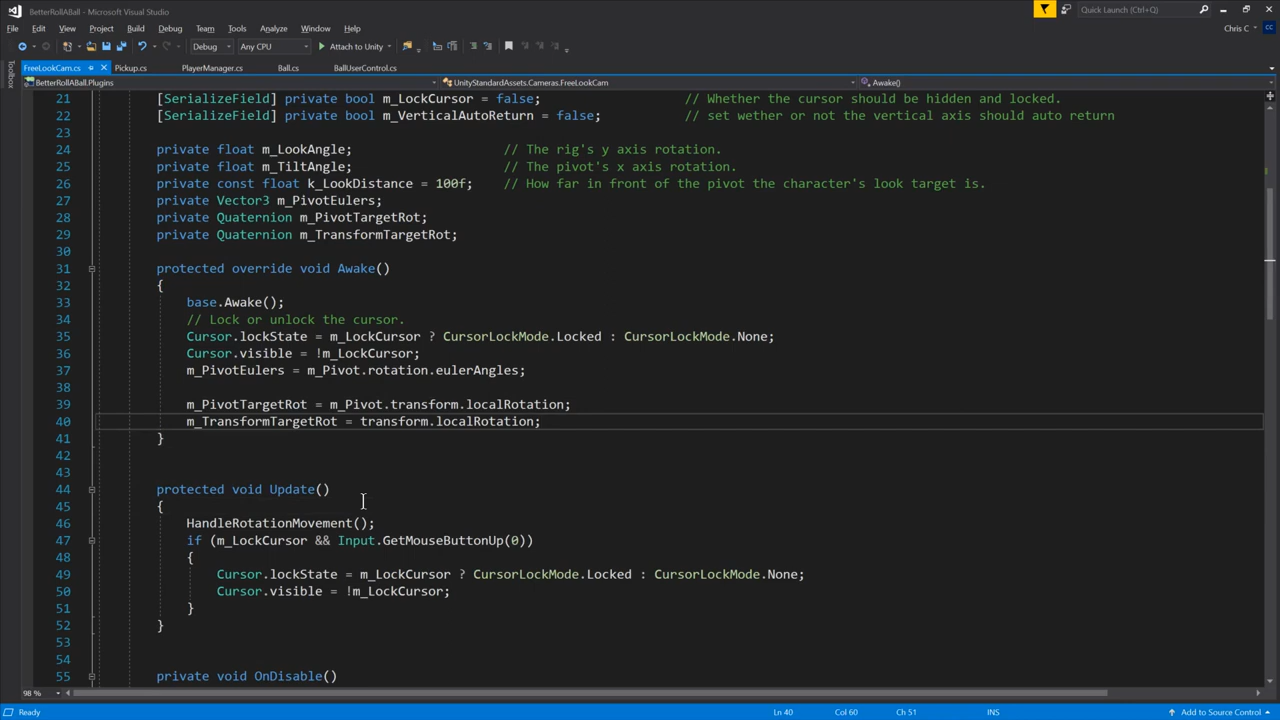 BetterRollABall - Microsoft Visual Studio
Quick Launch (Ctrl+Q)
File Edit View Project Build Debug Team Tools Analyze Window Help
Chris C
CC
Debug Any CPU Attach to Unity
Toolbox
FreeLookCam.cs Pickup.cs PlayerManager.cs Ball.cs BallUserControl.cs
BetterRollABall.Plugins UnityStandardAssets.Cameras.FreeLookCam Awake()
21 [SerializeField] private bool m_LockCursor = false; // Whether the cursor should be hidden and locked.
22 [SerializeField] private bool m_VerticalAutoReturn = false; // set wether or not the vertical axis should auto return
23
24 private float m_LookAngle; // The rig's y axis rotation.
25 private float m_TiltAngle; // The pivot's x axis rotation.
26 private const float k_LookDistance = 100f; // How far in front of the pivot the character's look target is.
27 private Vector3 m_PivotEulers;
28 private Quaternion m_PivotTargetRot;
29 private Quaternion m_TransformTargetRot;
30
31 protected override void Awake()
32 {
33 base.Awake();
34 // Lock or unlock the cursor.
35 Cursor.lockState = m_LockCursor ? CursorLockMode.Locked : CursorLockMode.None;
36 Cursor.visible = !m_LockCursor;
37 m_PivotEulers = m_Pivot.rotation.eulerAngles;
38
39 m_PivotTargetRot = m_Pivot.transform.localRotation;
40 m_TransformTargetRot = transform.localRotation;
41 }
42
43
44 protected void Update()
45 {
46 HandleRotationMovement();
47 if (m_LockCursor && Input.GetMouseButtonUp(0))
48 {
49 Cursor.lockState = m_LockCursor ? CursorLockMode.Locked : CursorLockMode.None;
50 Cursor.visible = !m_LockCursor;
51 }
52 }
53
54
55 private void OnDisable()
98 %
Ready Ln 40 Col 60 Ch 51 INS Add to Source Control